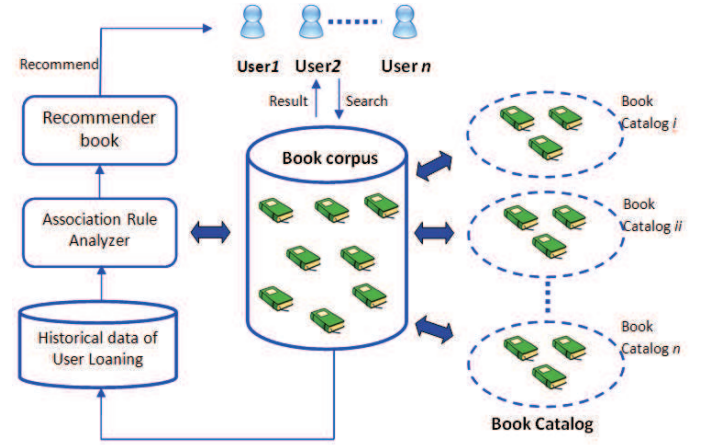 User1 User2 User n
Recommend
Result Search
Recommender
book
Book
Catalog i
Book corpus
Association Rule
Analyzer
Book
Catalog ii
Historical data of
User Loaning
Book
Catalog n
Book Catalog